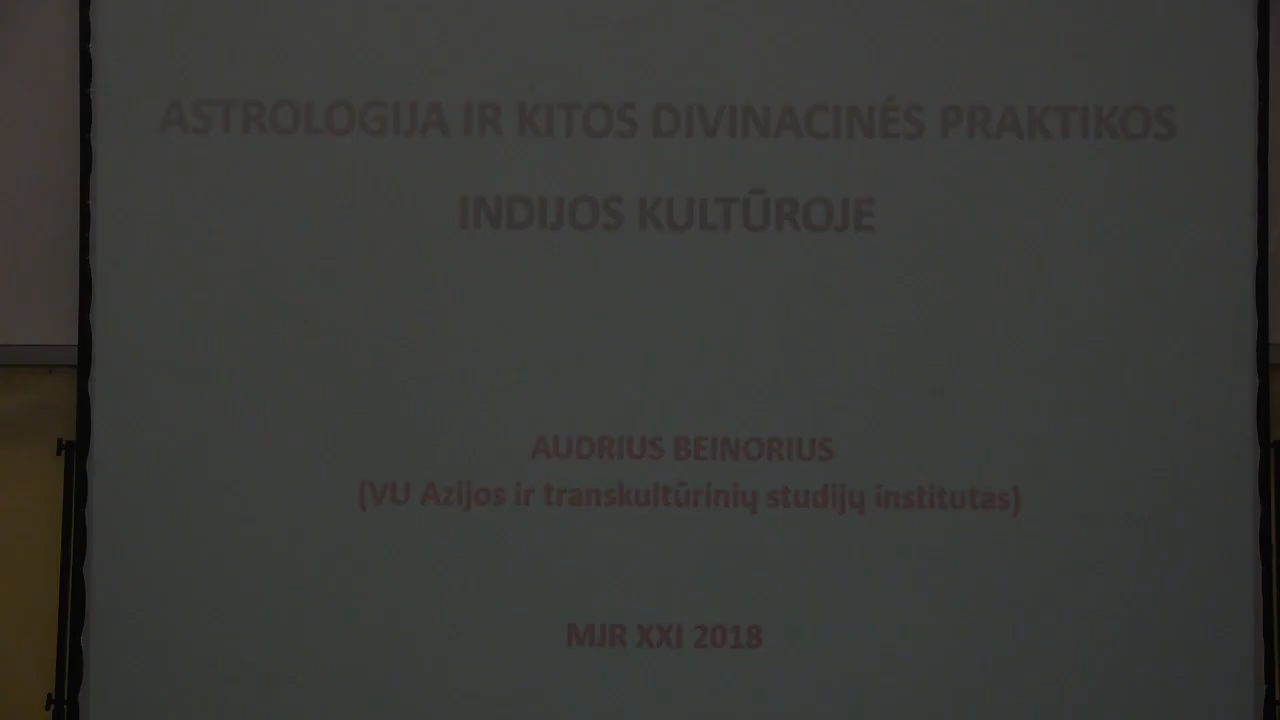 ASTROLOGIJA IR KITOS DIVINACINĖS PRAKTIKOS
INDIJOS KULTŪROJE
AUDRIUS BEINORIUS
(VU Azijos ir transkultūrinių studijų institutas)
MJR XXI 2018